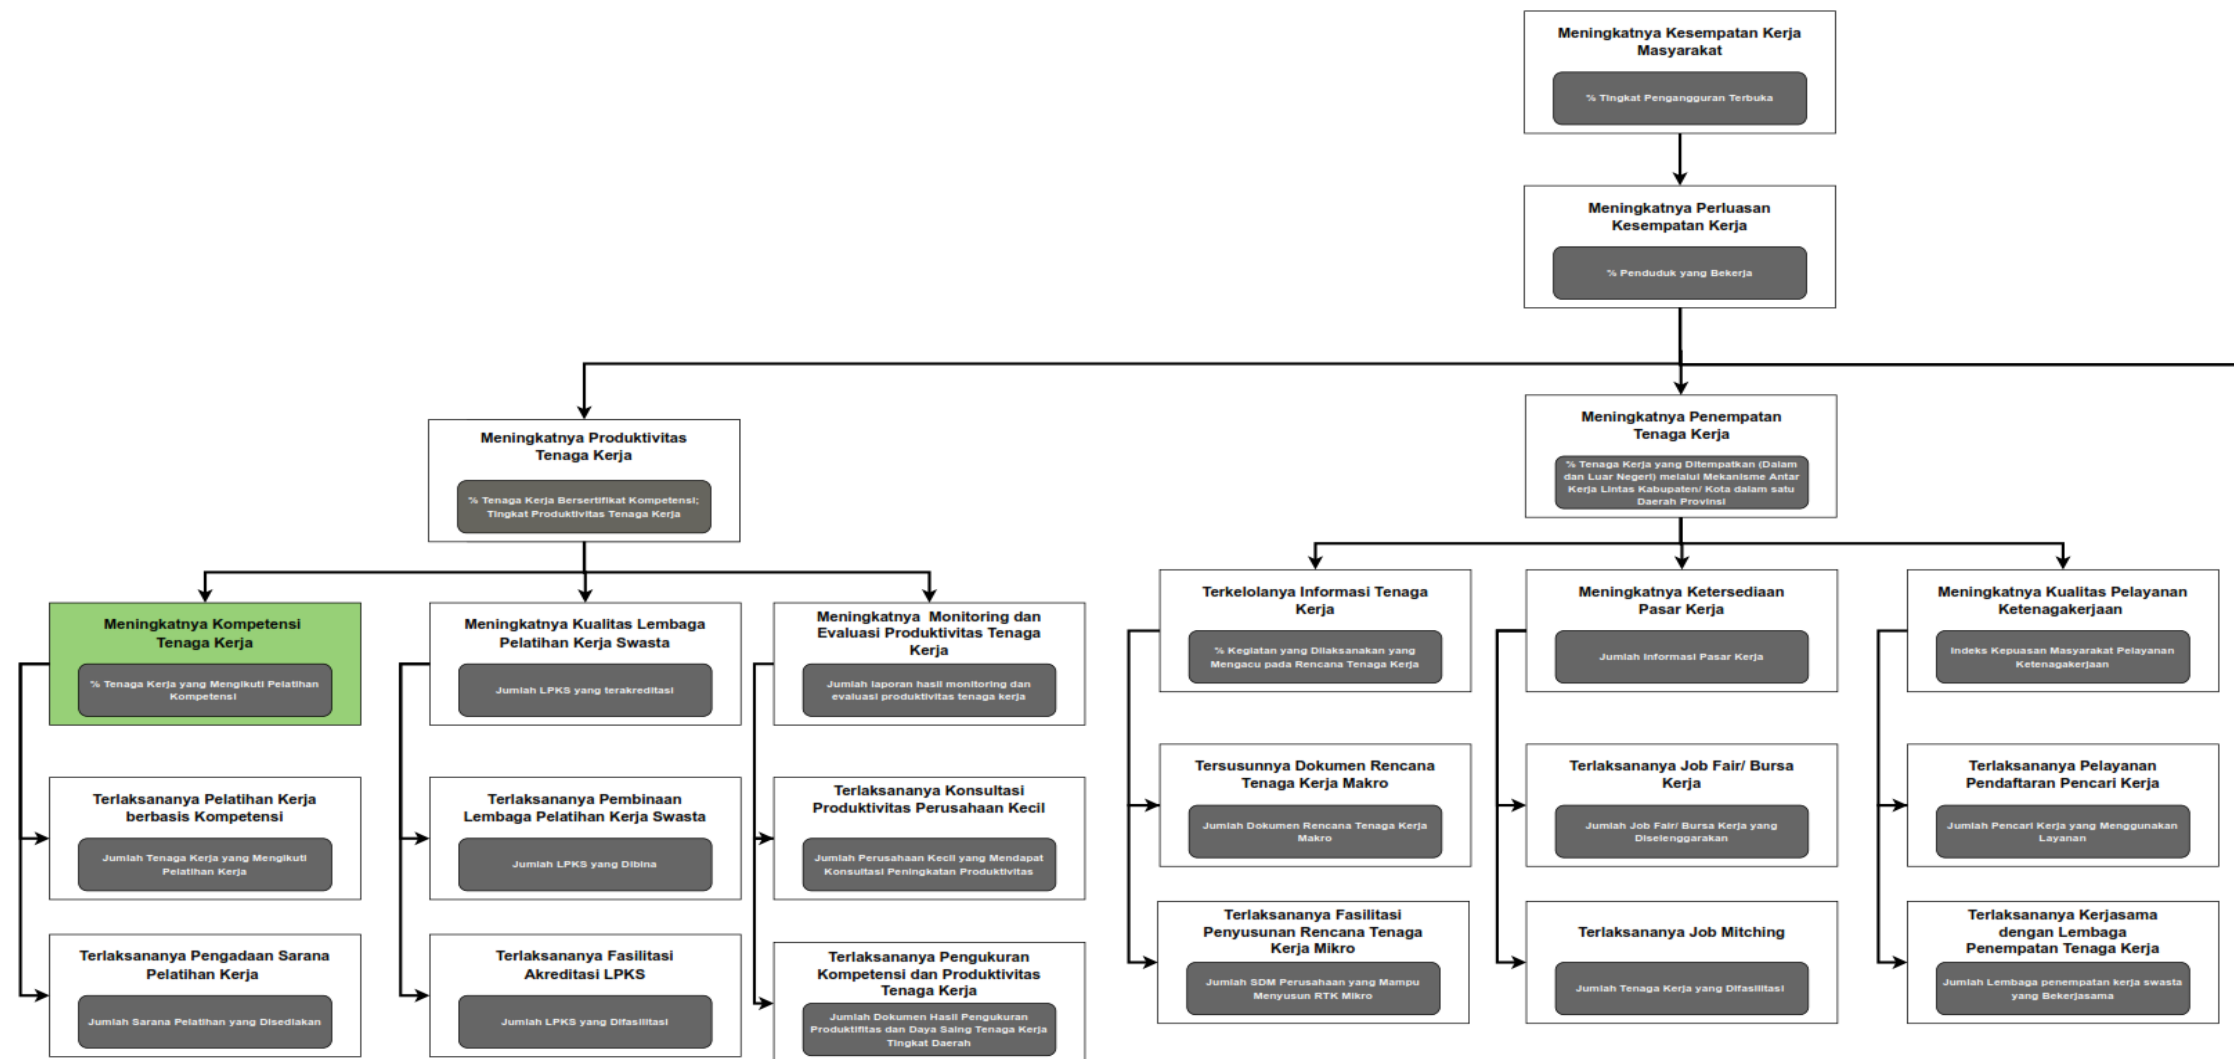 Meningkatnya Kesempatan Kerja
Masyarakat
% Tingkat Pengangguran Terbuka
Meningkatnya Perluasan
Kesempatan Kerja
% Penduduk yang Bekerja
Meningkatnya Produktivitas
Tenaga Kerja
% Tenaga Kerja Bersertifikat Kompetensi;
Tingkat Produktivitas Tenaga Kerja
Meningkatnya Penempatan
Tenaga Kerja
% Tenaga Kerja yang Ditempatkan (Dalam
dan Luar Negeri) melalui Mekanisme Antar
Kerja Lintas Kabupaten/ Kota dalam satu
Daerah Provinsi
Meningkatnya Kompetensi
Tenaga Kerja
% Tenaga Kerja yang Mengikuti Pelatihan
Kompetensi
Meningkatnya Kualitas Lembaga
Pelatihan Kerja Swasta
Jumlah LPKS yang terakreditasi
Meningkatnya Monitoring dan
Evaluasi Produktivitas Tenaga
Kerja
Jumlah laporan hasil monitoring dan
evaluasi produktivitas tenaga kerja
Terkelolanya Informasi Tenaga
Kerja
% Kegiatan yang Dilaksanakan yang
Mengacu pada Rencana Tenaga Kerja
Meningkatnya Ketersediaan
Pasar Kerja
Jumlah Informasi Pasar Kerja
Meningkatnya Kualitas Pelayanan
Ketenagakerjaan
Indeks Kepuasan Masyarakat Pelayanan
Ketenagakerjaan
Terlaksananya Pelatihan Kerja
berbasis Kompetensi
Jumlah Tenaga Kerja yang Mengikuti
Pelatihan Kerja
Terlaksananya Pembinaan
Lembaga Pelatihan Kerja Swasta
Jumlah LPKS yang Dibina
Terlaksananya Konsultasi
Produktivitas Perusahaan Kecil
Jumlah Perusahaan Kecil yang Mendapat
Konsultasi Peningkatan Produktivitas
Tersusunnya Dokumen Rencana
Tenaga Kerja Makro
Jumlah Dokumen Rencana Tenaga Kerja
Makro
Terlaksananya Job Fair/ Bursa
Kerja
Jumlah Job Fair/ Bursa Kerja yang
Diselenggarakan
Terlaksananya Pelayanan
Pendaftaran Pencari Kerja
Jumlah Pencari Kerja yang Menggunakan
Layanan
Terlaksananya Pengadaan Sarana
Pelatihan Kerja
Jumlah Sarana Pelatihan yang Disediakan
Terlaksananya Fasilitasi
Akreditasi LPKS
Jumlah LPKS yang Difasilitasi
Terlaksananya Pengukuran
Kompetensi dan Produktivitas
Tenaga Kerja
Jumlah Dokumen Hasil Pengukuran
Produktifitas dan Daya Saing Tenaga Kerja
Tingkat Daerah
Terlaksananya Fasilitasi
Penyusunan Rencana Tenaga
Kerja Mikro
Jumlah SDM Perusahaan yang Mampu
Menyusun RTK Mikro
Terlaksananya Job Mitching
Jumlah Tenaga Kerja yang Difasilitasi
Terlaksananya Kerjasama
dengan Lembaga
Penempatan Tenaga Kerja
Jumlah Lembaga penempatan kerja swasta
yang Bekerjasama